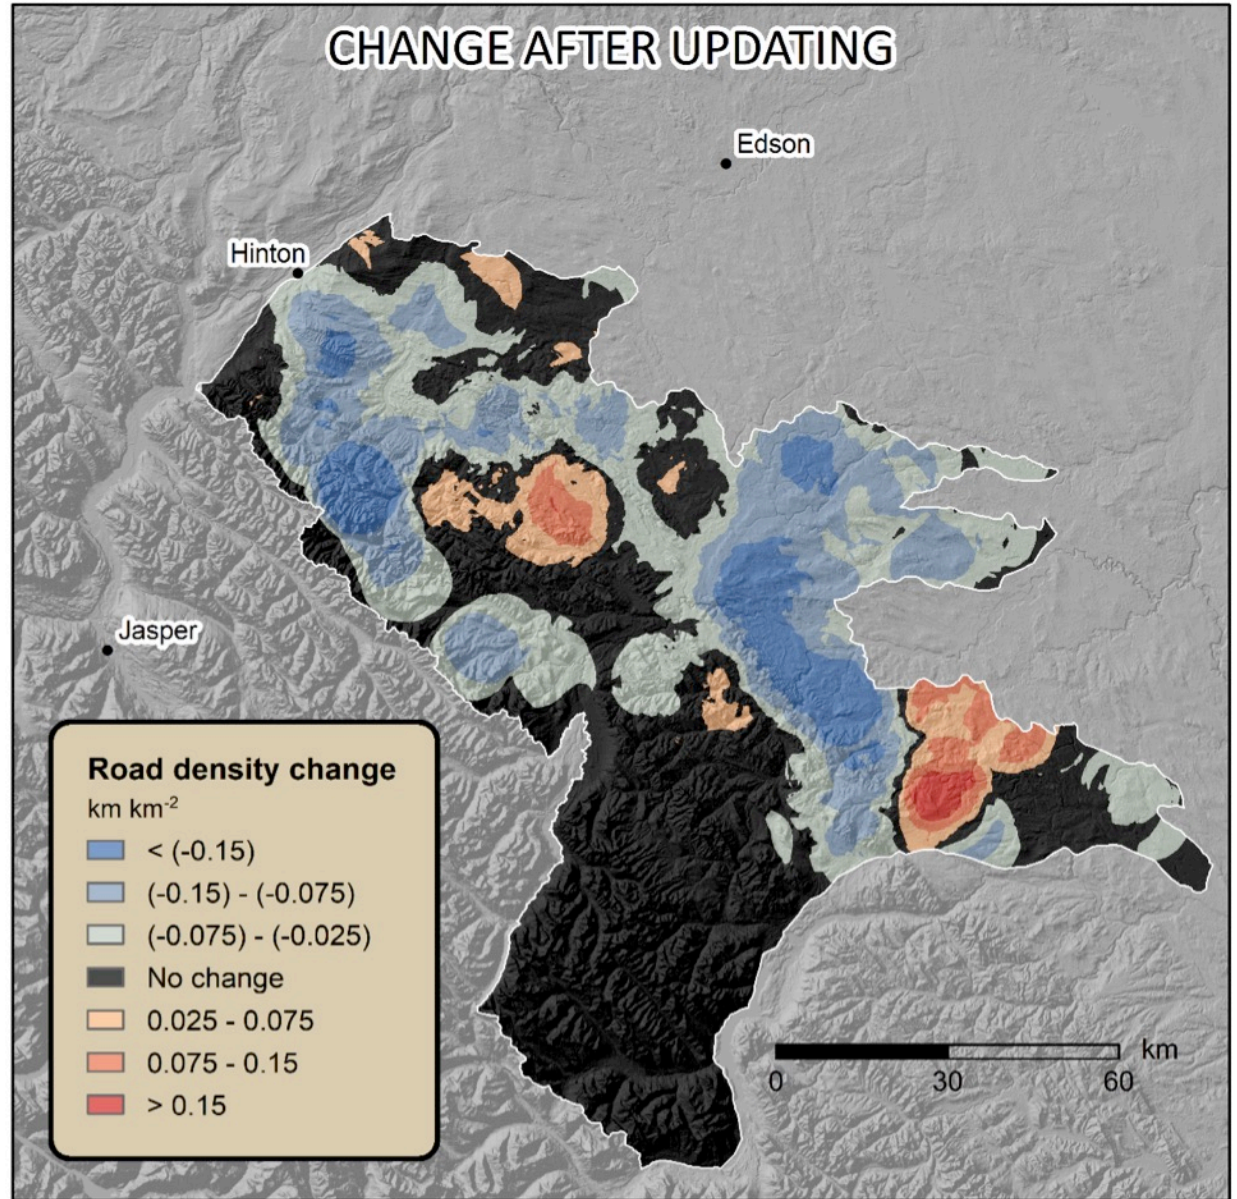 CHANGE AFTER UPDATING
Edson
Hinton
Jasper
Road density change
km km⁻²
< (-0.15)
(-0.15) - (-0.075)
(-0.075) - (-0.025)
No change
0.025 - 0.075
0.075 - 0.15
> 0.15
km
0 30 60